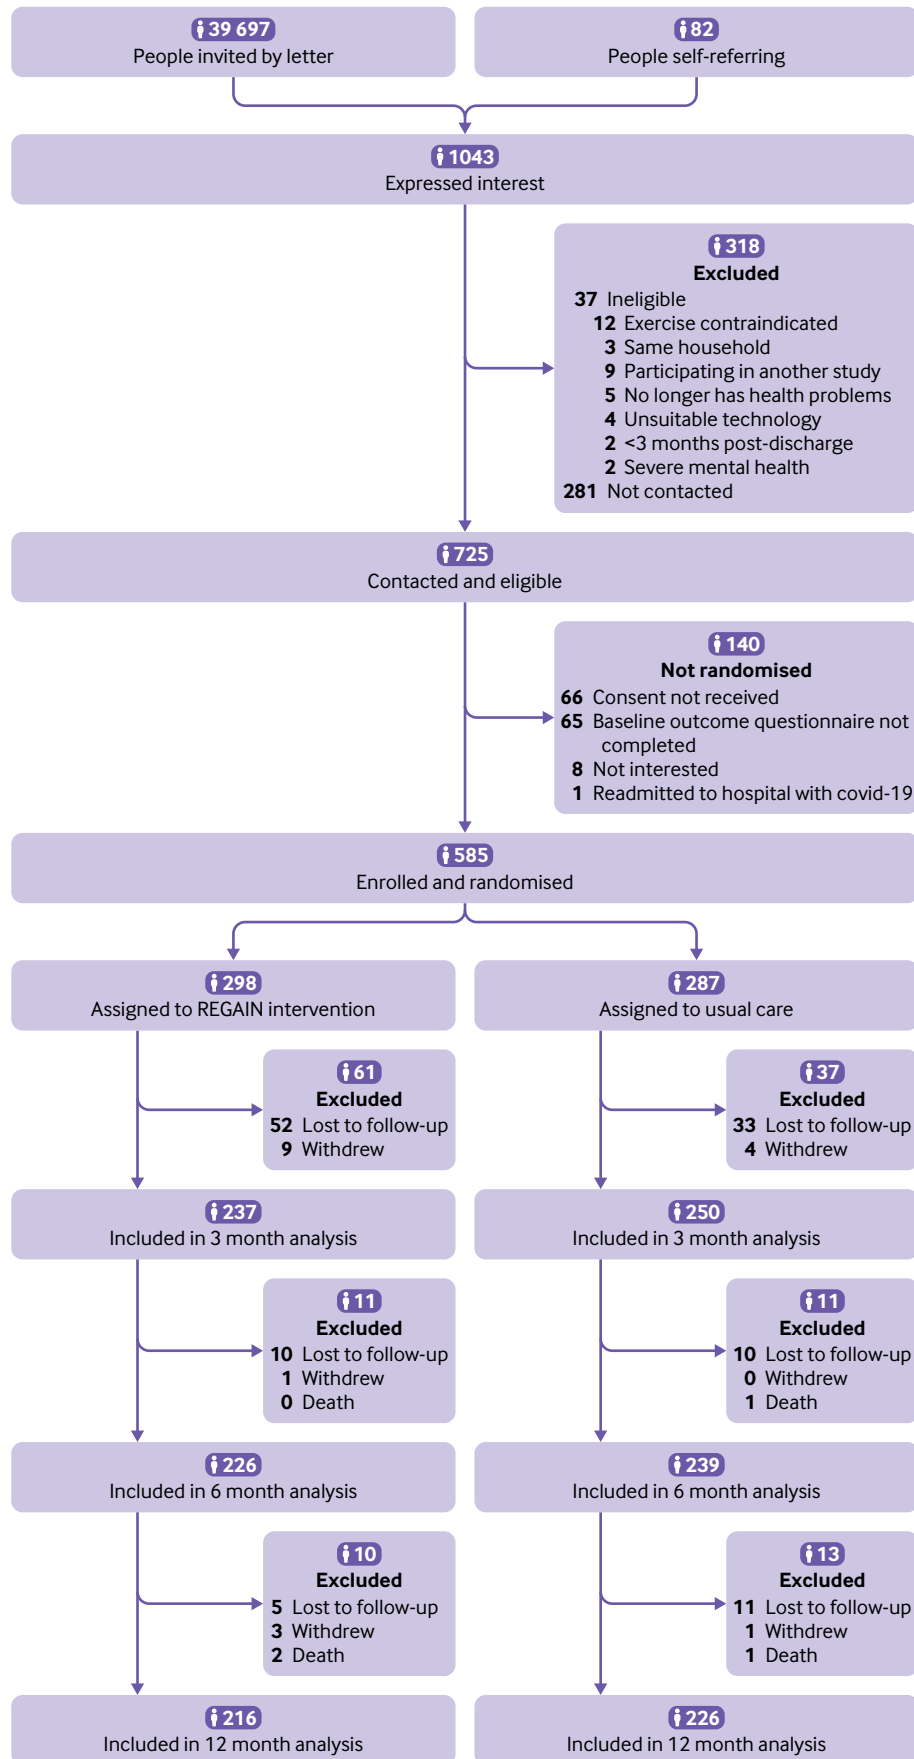 39 697
People invited by letter
82
People self-referring
1043
Expressed interest
318
Excluded
37 Ineligible
12 Exercise contraindicated
3 Same household
9 Participating in another study
5 No longer has health problems
4 Unsuitable technology
2 <3 months post-discharge
2 Severe mental health
281 Not contacted
725
Contacted and eligible
140
Not randomised
66 Consent not received
65 Baseline outcome questionnaire not
completed
8 Not interested
1 Readmitted to hospital with covid-19
585
Enrolled and randomised
298
Assigned to REGAIN intervention
287
Assigned to usual care
61
Excluded
52 Lost to follow-up
9 Withdrew
37
Excluded
33 Lost to follow-up
4 Withdrew
237
Included in 3 month analysis
250
Included in 3 month analysis
11
Excluded
10 Lost to follow-up
1 Withdrew
0 Death
11
Excluded
10 Lost to follow-up
0 Withdrew
1 Death
226
Included in 6 month analysis
239
Included in 6 month analysis
10
Excluded
5 Lost to follow-up
3 Withdrew
2 Death
13
Excluded
11 Lost to follow-up
1 Withdrew
1 Death
216
Included in 12 month analysis
226
Included in 12 month analysis